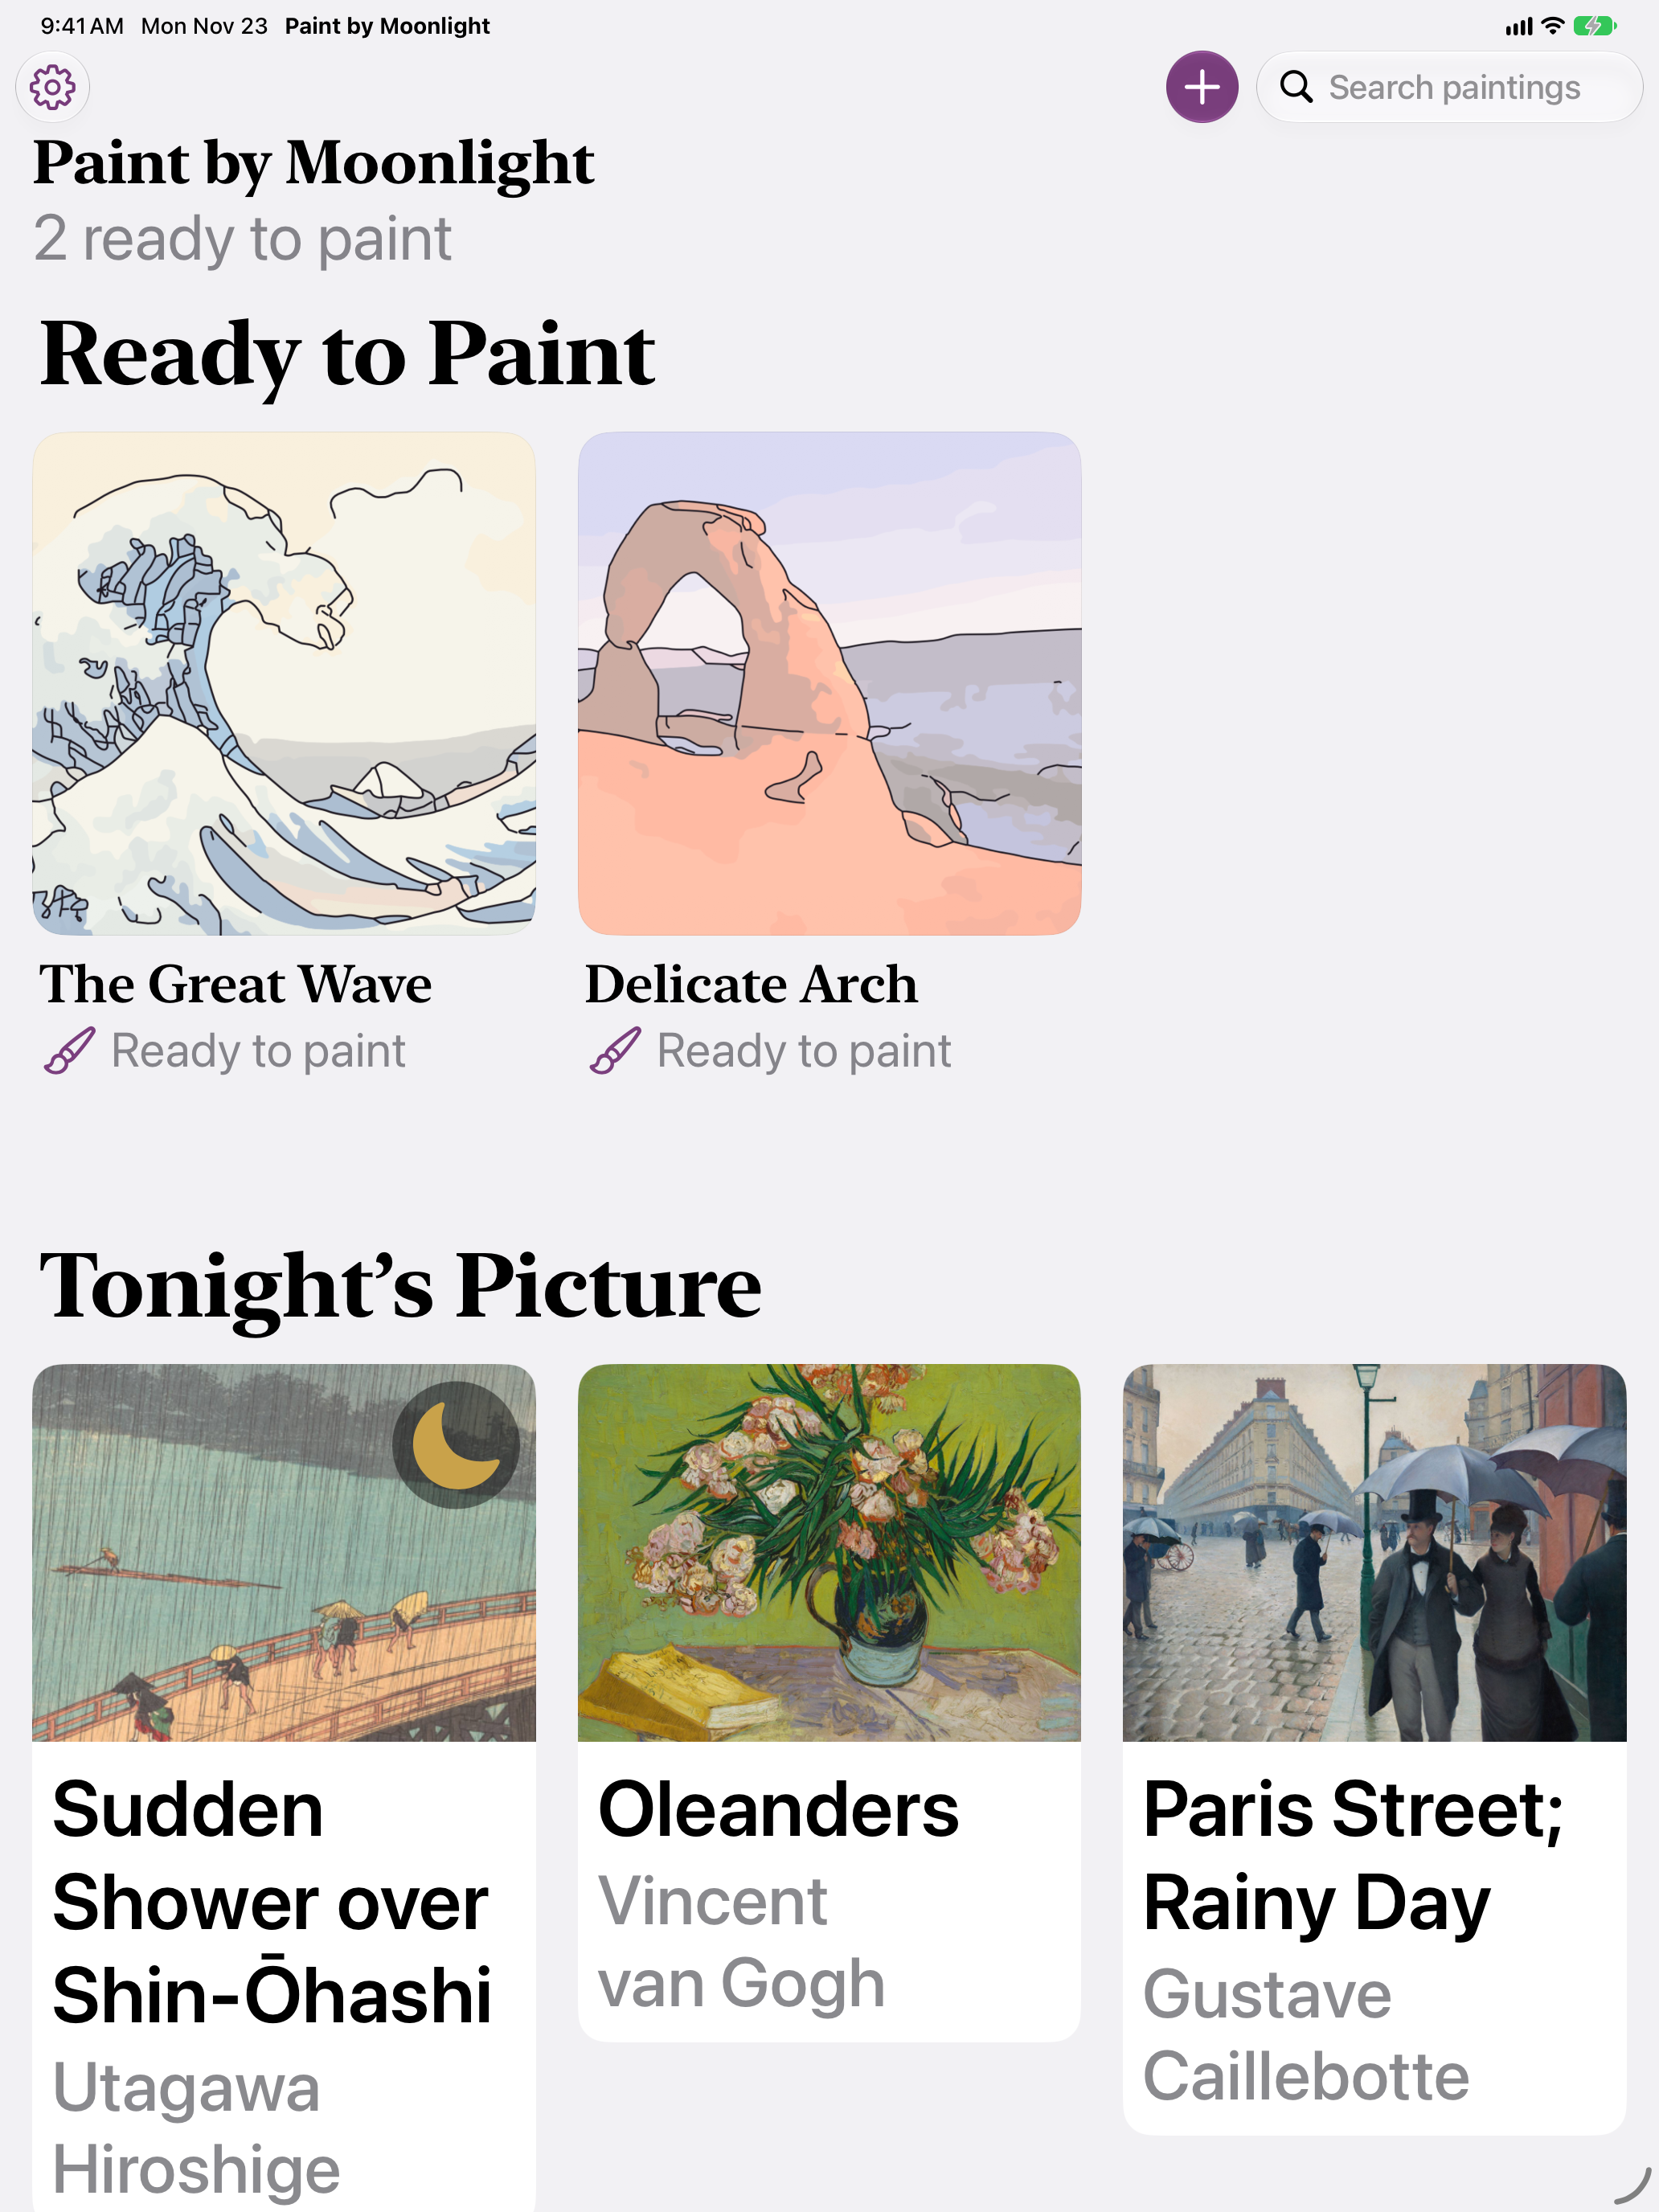 9:41 AM Mon Nov 23 Paint by Moonlight
Search paintings
Paint by Moonlight
2 ready to paint
Ready to Paint
The Great Wave
Ready to paint
Delicate Arch
Ready to paint
Tonight’s Picture
Sudden
Shower over
Shin-Ōhashi
Utagawa
Hiroshige
Oleanders
Vincent
van Gogh
Paris Street;
Rainy Day
Gustave
Caillebotte